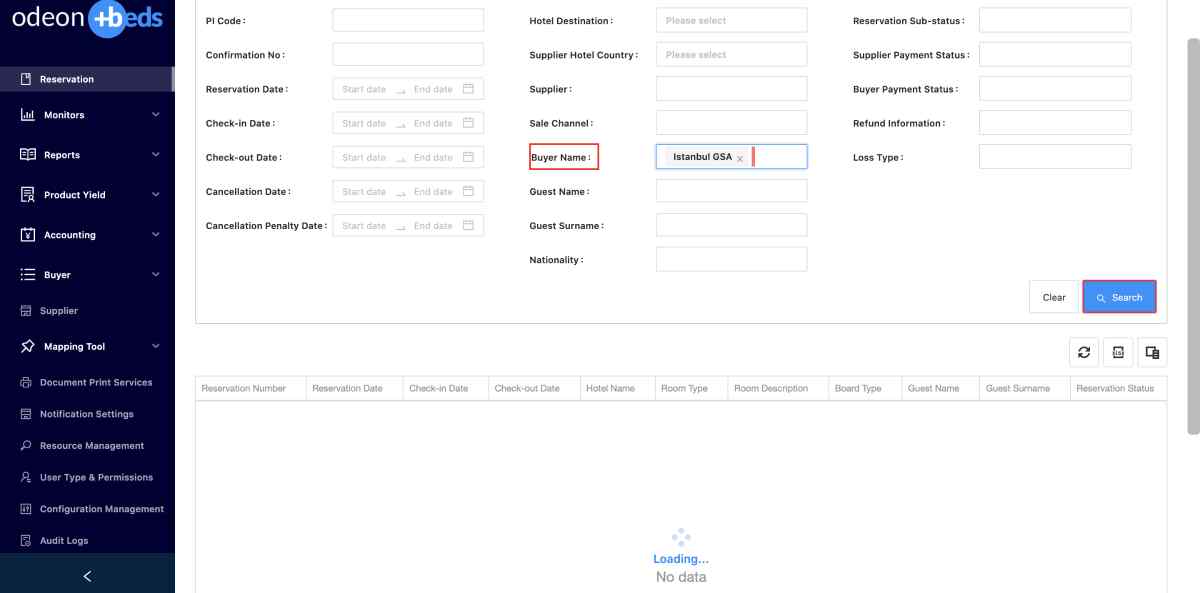 odeon +beds
Reservation
Monitors
Reports
Product Yield
Accounting
Buyer
Supplier
Mapping Tool
Document Print Services
Notification Settings
Resource Management
User Type & Permissions
Configuration Management
Audit Logs
PI Code :
Confirmation No :
Reservation Date : Start date → End date
Check-in Date : Start date → End date
Check-out Date : Start date → End date
Cancellation Date : Start date → End date
Cancellation Penalty Date : Start date → End date
Hotel Destination : Please select
Supplier Hotel Country : Please select
Supplier :
Sale Channel :
Buyer Name : Istanbul GSA ×
Guest Name :
Guest Surname :
Nationality :
Reservation Sub-status :
Supplier Payment Status :
Buyer Payment Status :
Refund Information :
Loss Type :
Clear Search
Reservation Number Reservation Date Check-in Date Check-out Date Hotel Name Room Type Room Description Board Type Guest Name Guest Surname Reservation Status
Loading...
No data